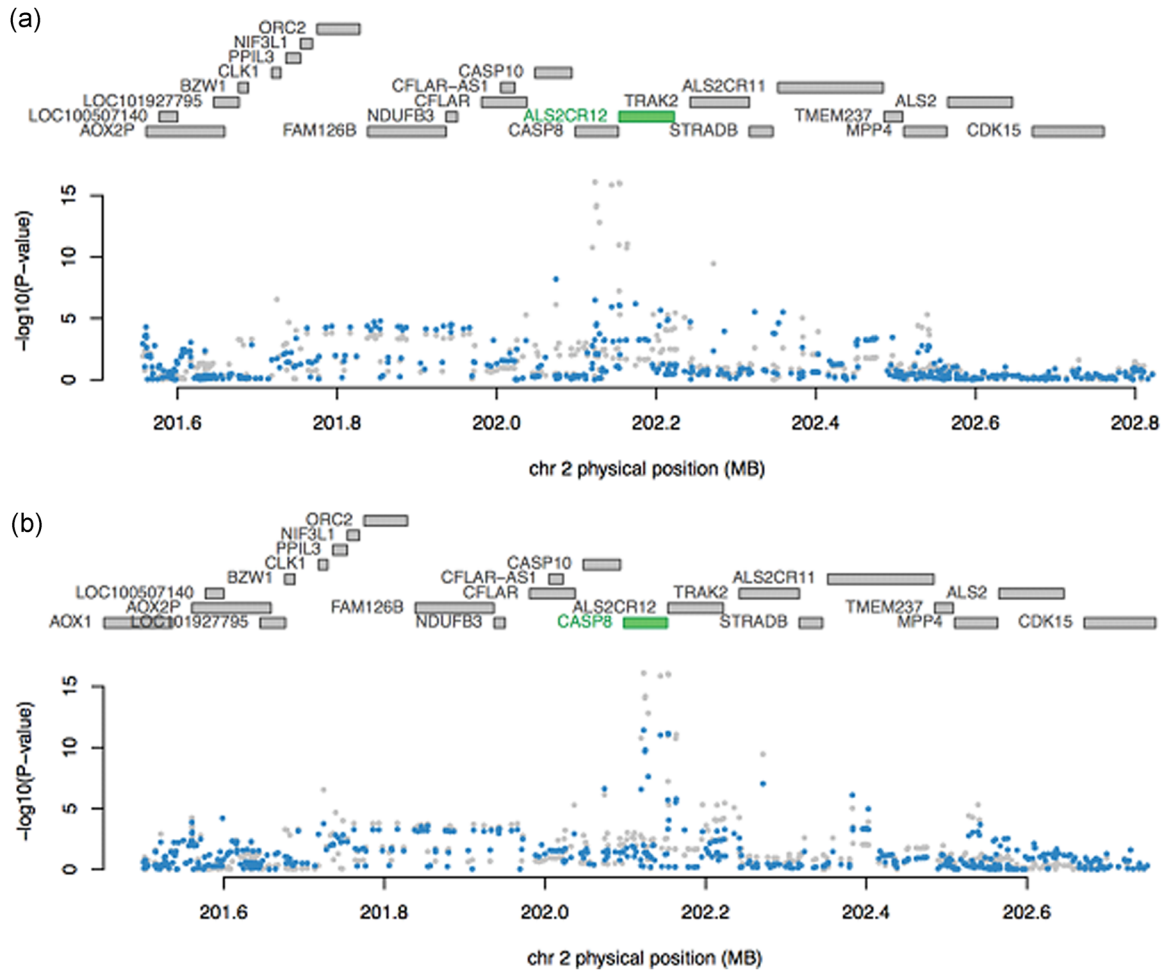 (a)
ORC2
NIF3L1
PPIL3
CLK1 CASP10
BZW1 CFLAR-AS1 ALS2CR11
LOC101927795 CFLAR TRAK2 ALS2
LOC100507140 NDUFB3 ALS2CR12 TMEM237
AOX2P FAM126B CASP8 STRADB MPP4 CDK15
15
10
5
0
-log10(P-value)
201.6 201.8 202.0 202.2 202.4 202.6 202.8
chr 2 physical position (MB)
(b)
ORC2
NIF3L1
PPIL3
CLK1 CASP10
BZW1 CFLAR-AS1 ALS2CR11
LOC100507140 CFLAR TRAK2 ALS2
AOX2P FAM126B ALS2CR12 TMEM237
AOX1 LOC101927795 NDUFB3 CASP8 STRADB MPP4 CDK15
15
10
5
0
-log10(P-value)
201.6 201.8 202.0 202.2 202.4 202.6
chr 2 physical position (MB)